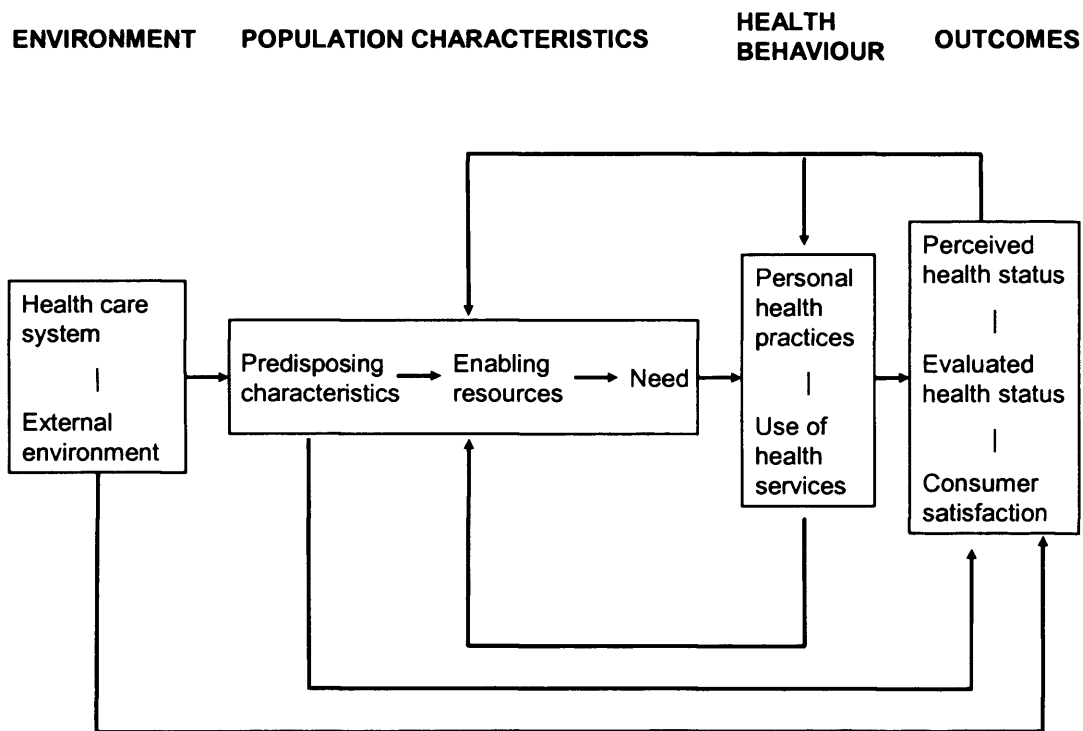 ENVIRONMENT
POPULATION CHARACTERISTICS
HEALTH
BEHAVIOUR
OUTCOMES
Health care
system
External
environment
Predisposing
characteristics
Enabling
resources
Need
Personal
health
practices
Use of
health
services
Perceived
health status
Evaluated
health status
Consumer
satisfaction